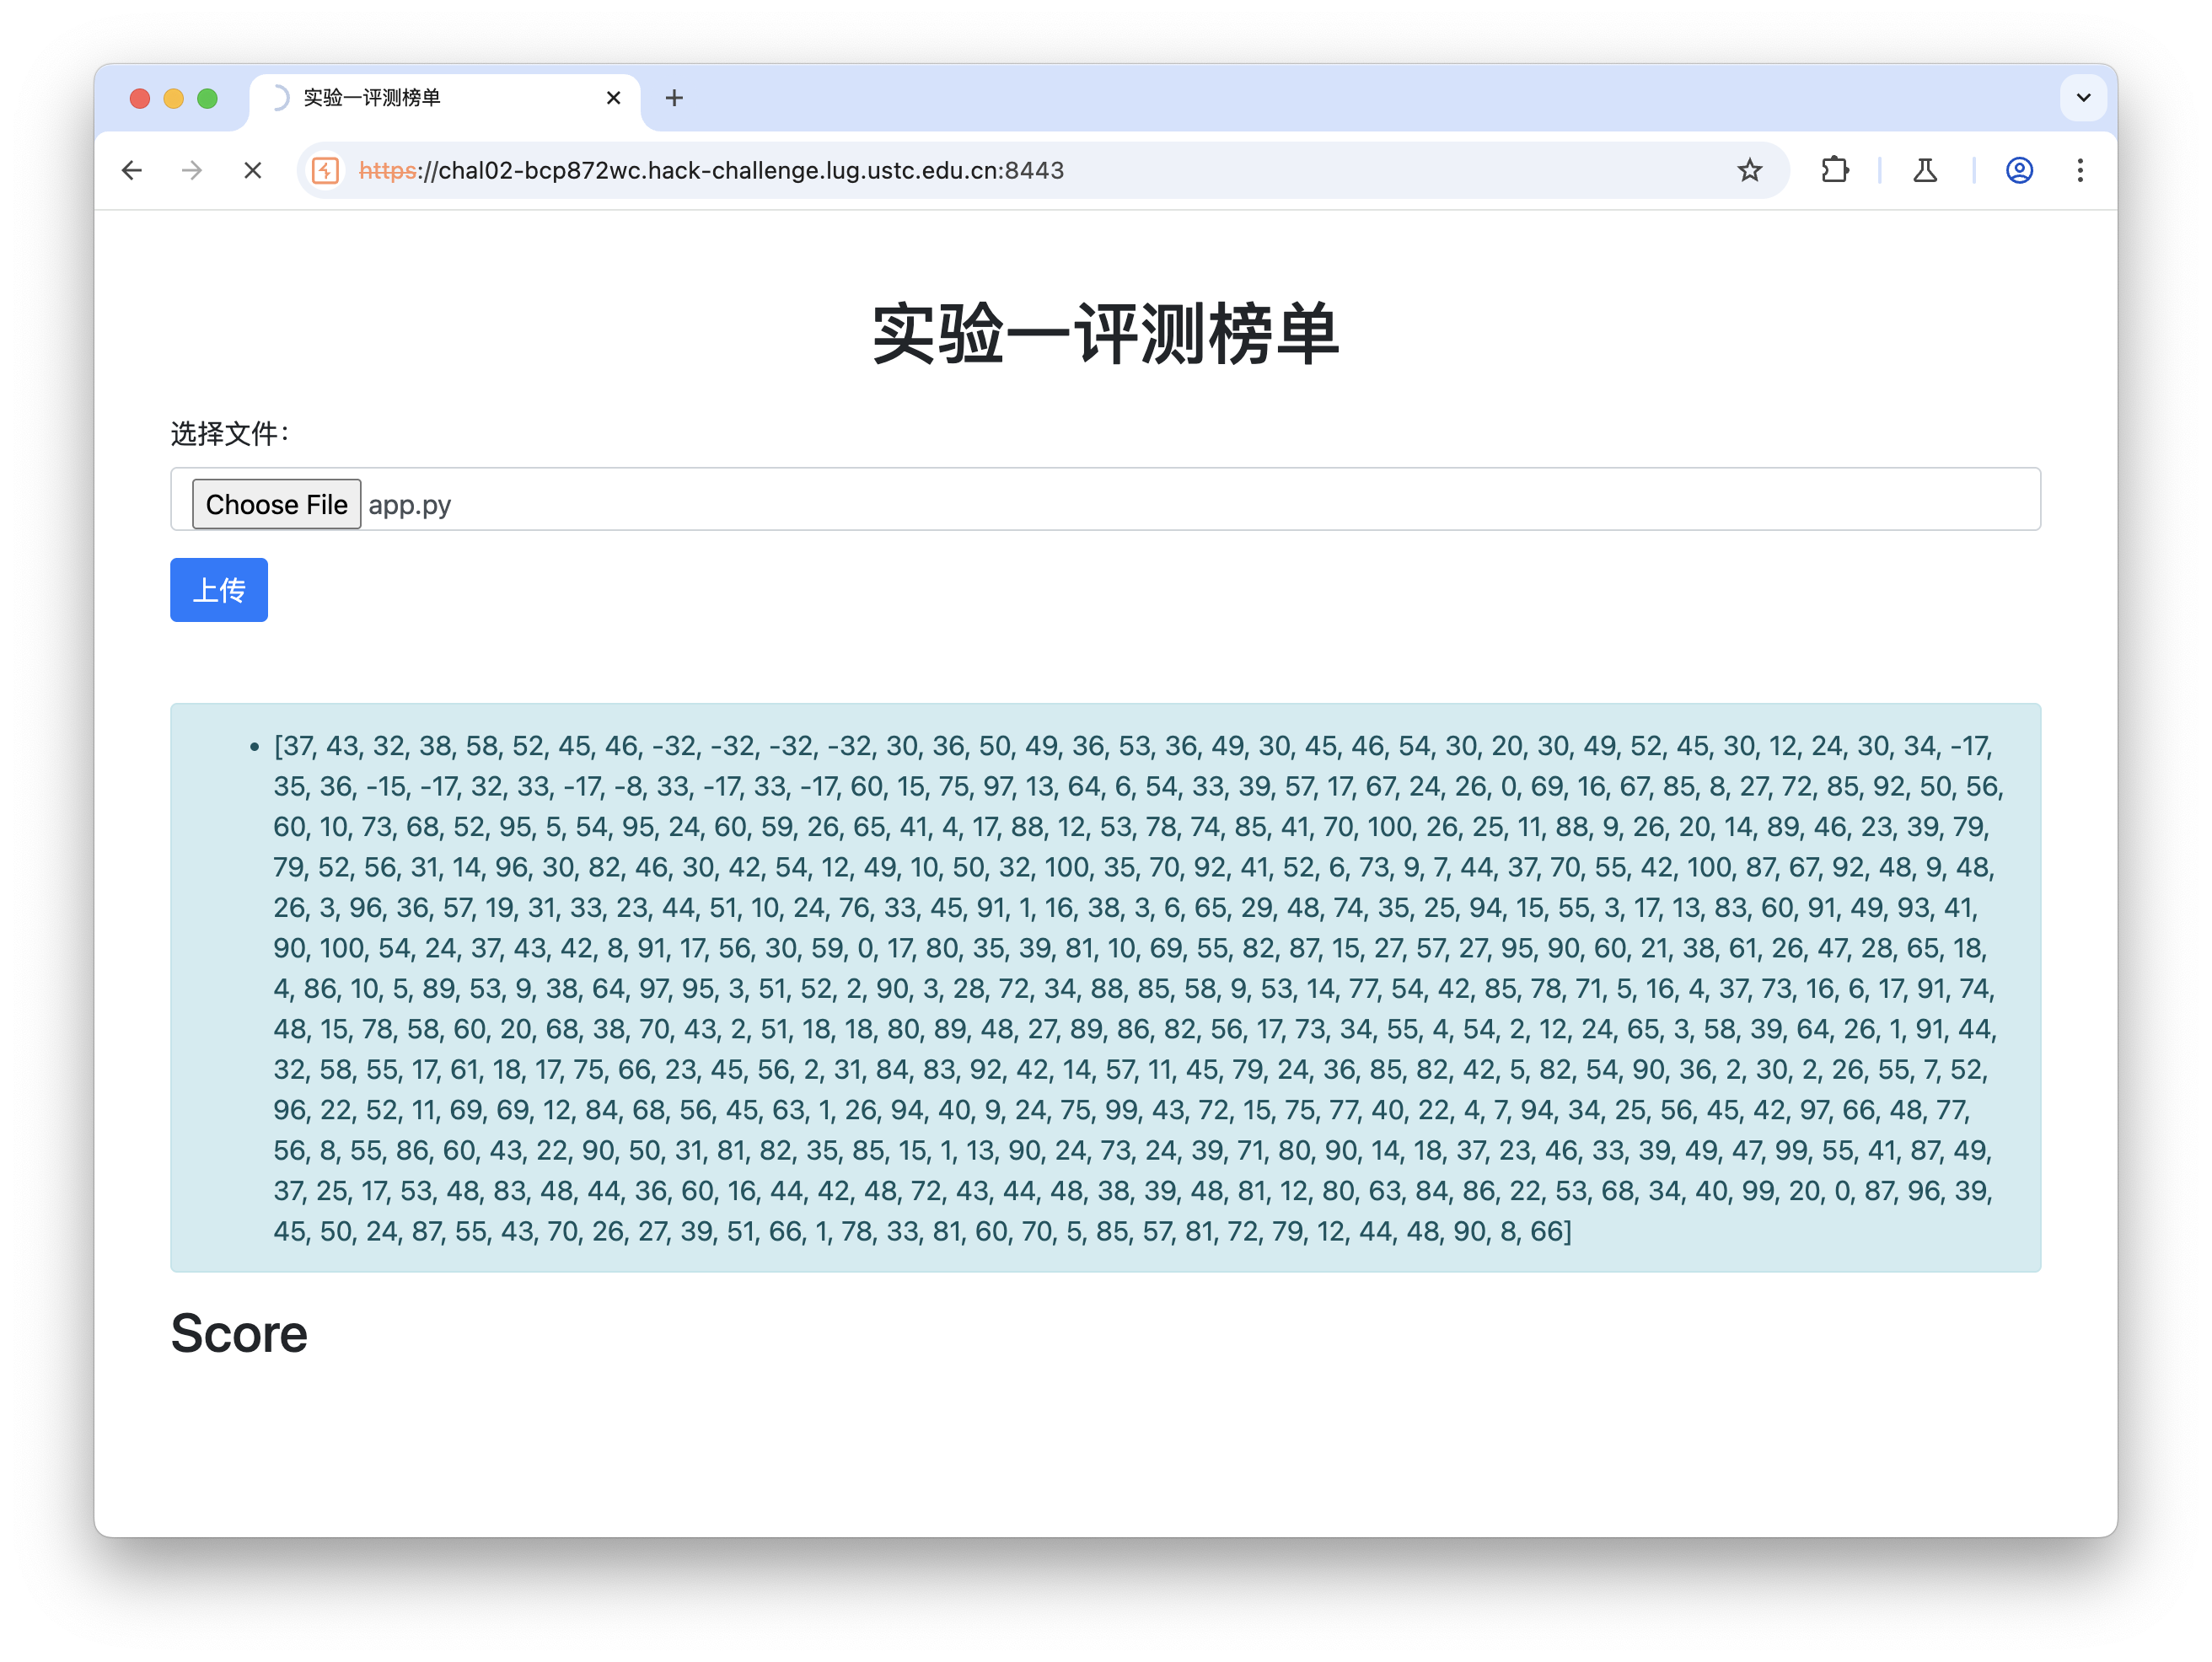 实验一评测榜单
https://chal02-bcp872wc.hack-challenge.lug.ustc.edu.cn:8443
实验一评测榜单
选择文件：
Choose File app.py
上传
[37, 43, 32, 38, 58, 52, 45, 46, -32, -32, -32, -32, 30, 36, 50, 49, 36, 53, 36, 49, 30, 45, 46, 54, 30, 20, 30, 49, 52, 45, 30, 12, 24, 30, 34, -17,
35, 36, -15, -17, 32, 33, -17, -8, 33, -17, 33, -17, 60, 15, 75, 97, 13, 64, 6, 54, 33, 39, 57, 17, 67, 24, 26, 0, 69, 16, 67, 85, 8, 27, 72, 85, 92, 50, 56,
60, 10, 73, 68, 52, 95, 5, 54, 95, 24, 60, 59, 26, 65, 41, 4, 17, 88, 12, 53, 78, 74, 85, 41, 70, 100, 26, 25, 11, 88, 9, 26, 20, 14, 89, 46, 23, 39, 79,
79, 52, 56, 31, 14, 96, 30, 82, 46, 30, 42, 54, 12, 49, 10, 50, 32, 100, 35, 70, 92, 41, 52, 6, 73, 9, 7, 44, 37, 70, 55, 42, 100, 87, 67, 92, 48, 9, 48,
26, 3, 96, 36, 57, 19, 31, 33, 23, 44, 51, 10, 24, 76, 33, 45, 91, 1, 16, 38, 3, 6, 65, 29, 48, 74, 35, 25, 94, 15, 55, 3, 17, 13, 83, 60, 91, 49, 93, 41,
90, 100, 54, 24, 37, 43, 42, 8, 91, 17, 56, 30, 59, 0, 17, 80, 35, 39, 81, 10, 69, 55, 82, 87, 15, 27, 57, 27, 95, 90, 60, 21, 38, 61, 26, 47, 28, 65, 18,
4, 86, 10, 5, 89, 53, 9, 38, 64, 97, 95, 3, 51, 52, 2, 90, 3, 28, 72, 34, 88, 85, 58, 9, 53, 14, 77, 54, 42, 85, 78, 71, 5, 16, 4, 37, 73, 16, 6, 17, 91, 74,
48, 15, 78, 58, 60, 20, 68, 38, 70, 43, 2, 51, 18, 18, 80, 89, 48, 27, 89, 86, 82, 56, 17, 73, 34, 55, 4, 54, 2, 12, 24, 65, 3, 58, 39, 64, 26, 1, 91, 44,
32, 58, 55, 17, 61, 18, 17, 75, 66, 23, 45, 56, 2, 31, 84, 83, 92, 42, 14, 57, 11, 45, 79, 24, 36, 85, 82, 42, 5, 82, 54, 90, 36, 2, 30, 2, 26, 55, 7, 52,
96, 22, 52, 11, 69, 69, 12, 84, 68, 56, 45, 63, 1, 26, 94, 40, 9, 24, 75, 99, 43, 72, 15, 75, 77, 40, 22, 4, 7, 94, 34, 25, 56, 45, 42, 97, 66, 48, 77,
56, 8, 55, 86, 60, 43, 22, 90, 50, 31, 81, 82, 35, 85, 15, 1, 13, 90, 24, 73, 24, 39, 71, 80, 90, 14, 18, 37, 23, 46, 33, 39, 49, 47, 99, 55, 41, 87, 49,
37, 25, 17, 53, 48, 83, 48, 44, 36, 60, 16, 44, 42, 48, 72, 43, 44, 48, 38, 39, 48, 81, 12, 80, 63, 84, 86, 22, 53, 68, 34, 40, 99, 20, 0, 87, 96, 39,
45, 50, 24, 87, 55, 43, 70, 26, 27, 39, 51, 66, 1, 78, 33, 81, 60, 70, 5, 85, 57, 81, 72, 79, 12, 44, 48, 90, 8, 66]
Score